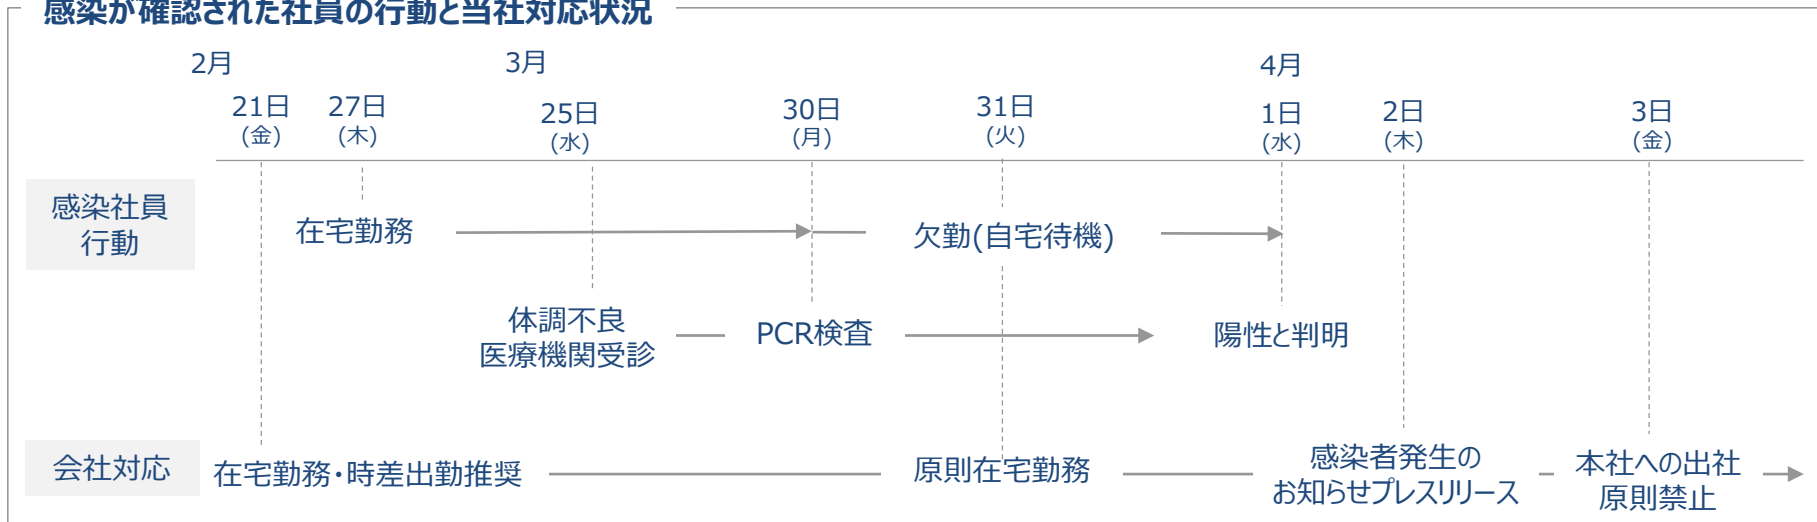 感染が確認された社員の行動と当社対応状況
2月
3月
4月
21日
(金)
27日
(木)
25日
(水)
30日
(月)
31日
(火)
1日
(水)
2日
(木)
3日
(金)
感染社員
行動
在宅勤務
欠勤(自宅待機)
体調不良
医療機関受診
PCR検査
陽性と判明
会社対応
在宅勤務・時差出勤推奨
原則在宅勤務
感染者発生の
お知らせプレスリリース
本社への出社
原則禁止